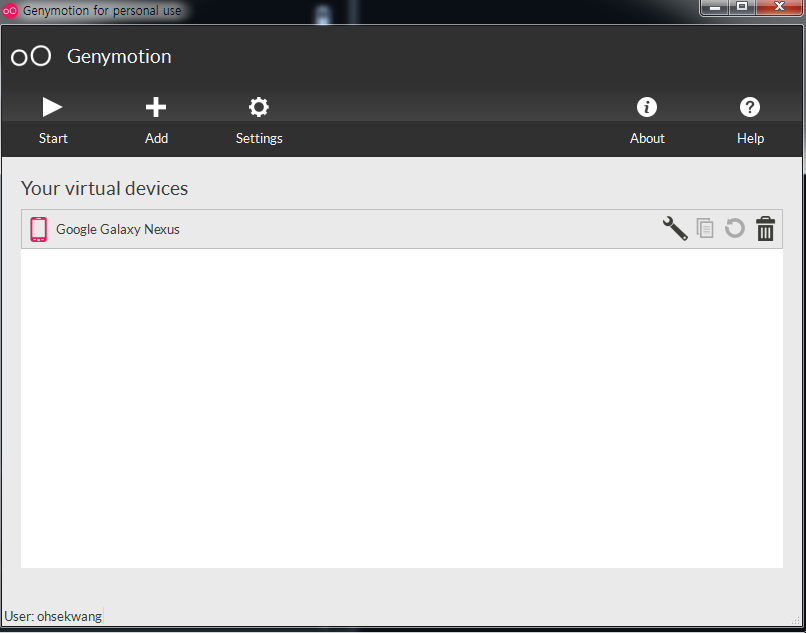 Genymotion for personal use
Genymotion
Start Add Settings About Help
Your virtual devices
Google Galaxy Nexus
User: ohsekwang